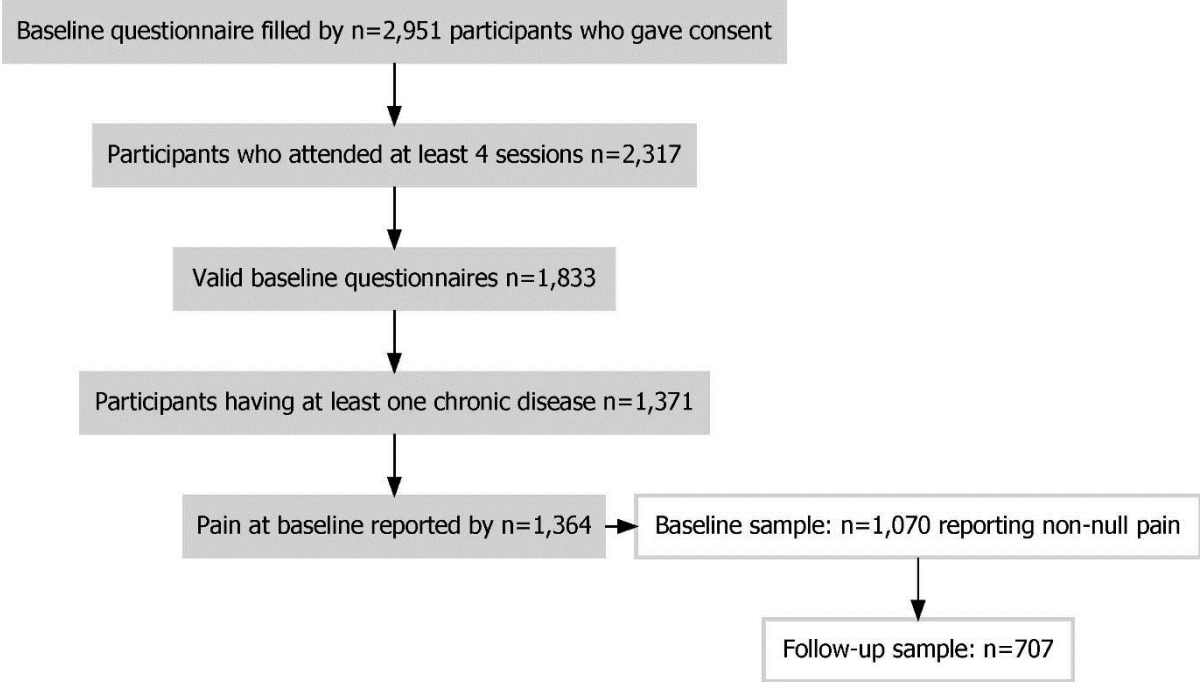 Baseline questionnaire filled by n=2,951 participants who gave consent
Participants who attended at least 4 sessions n=2,317
Valid baseline questionnaires n=1,833
Participants having at least one chronic disease n=1,371
Pain at baseline reported by n=1,364
Baseline sample: n=1,070 reporting non-null pain
Follow-up sample: n=707